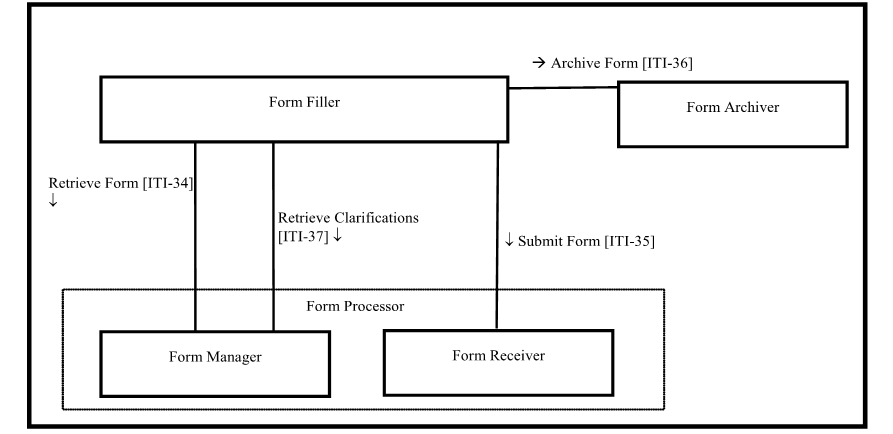 → Archive Form [ITI-36]
Form Filler
Form Archiver
Retrieve Form [ITI-34]
↓
Retrieve Clarifications
[ITI-37] ↓
↓ Submit Form [ITI-35]
Form Processor
Form Manager
Form Receiver